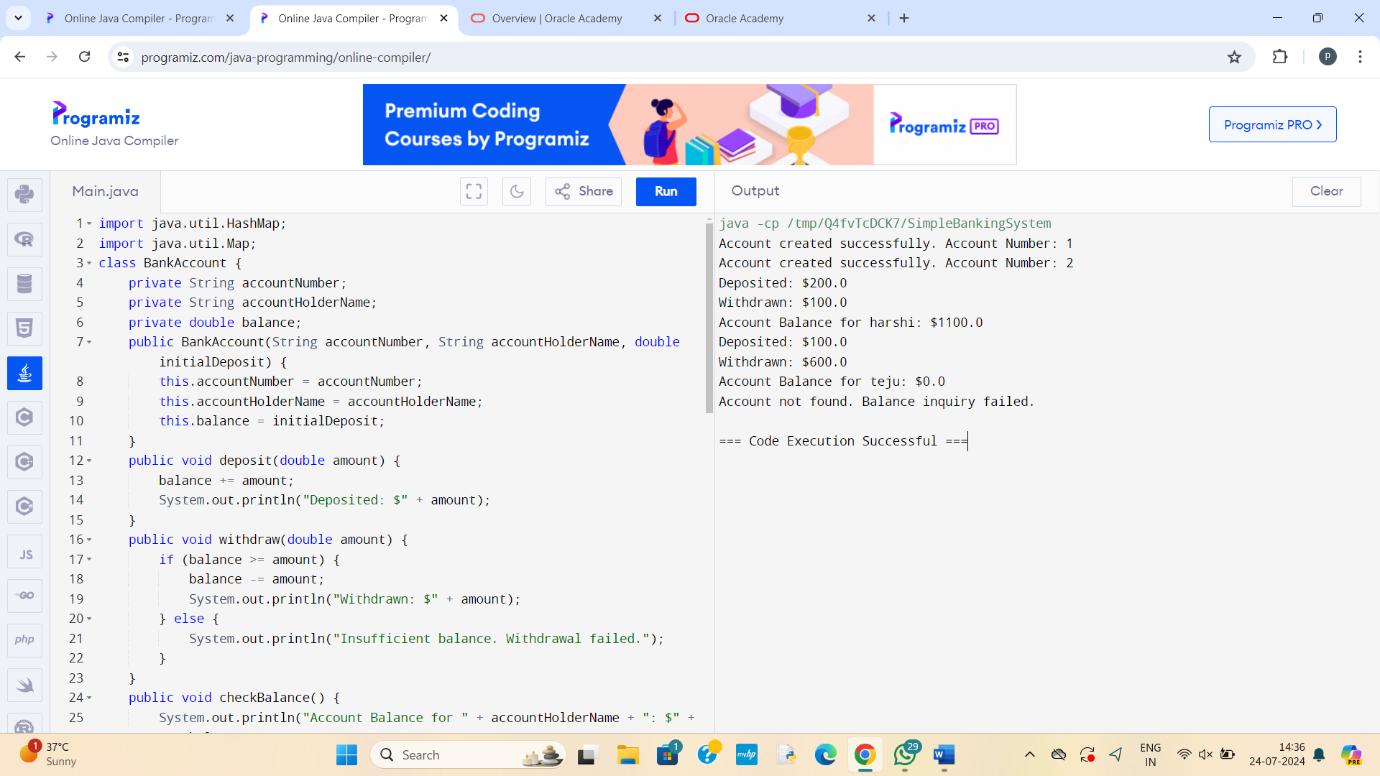 Online Java Compiler - Program
Online Java Compiler - Program
Overview | Oracle Academy
Oracle Academy
programiz.com/java-programming/online-compiler/
p
Programiz
Online Java Compiler
Premium Coding
Courses by Programiz
Programiz PRO
Programiz PRO
Main.java
Share
Run
Output
Clear
1 import java.util.HashMap;
2 import java.util.Map;
3 class BankAccount {
4 private String accountNumber;
5 private String accountHolderName;
6 private double balance;
7 public BankAccount(String accountNumber, String accountHolderName, double
initialDeposit) {
8 this.accountNumber = accountNumber;
9 this.accountHolderName = accountHolderName;
10 this.balance = initialDeposit;
11 }
12 public void deposit(double amount) {
13 balance += amount;
14 System.out.println("Deposited: $" + amount);
15 }
16 public void withdraw(double amount) {
17 if (balance >= amount) {
18 balance -= amount;
19 System.out.println("Withdrawn: $" + amount);
20 } else {
21 System.out.println("Insufficient balance. Withdrawal failed.");
22 }
23 }
24 public void checkBalance() {
25 System.out.println("Account Balance for " + accountHolderName + ": $" +
java -cp /tmp/Q4fvTcDCK7/SimpleBankingSystem
Account created successfully. Account Number: 1
Account created successfully. Account Number: 2
Deposited: $200.0
Withdrawn: $100.0
Account Balance for harshi: $1100.0
Deposited: $100.0
Withdrawn: $600.0
Account Balance for teju: $0.0
Account not found. Balance inquiry failed.
=== Code Execution Successful ===
JS
GO
php
1
37°C
Sunny
Search
1
29
ENG
IN
14:36
24-07-2024
PRE